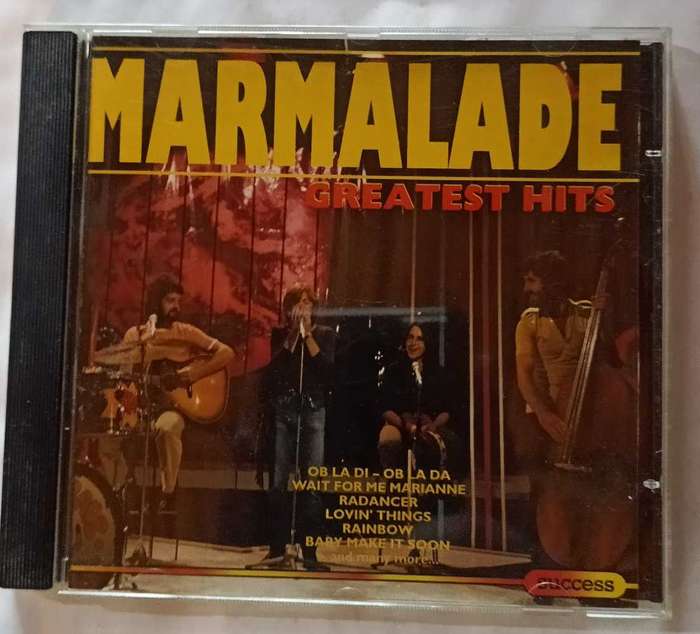 MARMALADE
GREATEST HITS
OB LA DI – OB LA DA
WAIT FOR ME MARIANNE
RADANCER
LOVIN' THINGS
RAINBOW
BABY MAKE IT SOON
and many more...
success